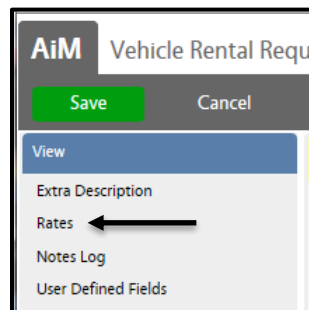 AiM Vehicle Rental Requ
Save Cancel
View
Extra Description
Rates
Notes Log
User Defined Fields